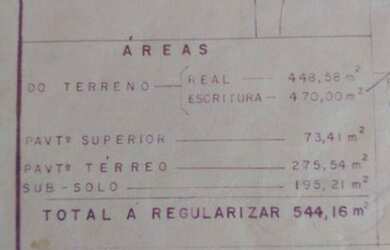 ÁREAS
DO TERRENO
REAL 448,58 m²
ESCRITURA 470,00 m²
PAVTº SUPERIOR 73,41 m²
PAVTº TÉRREO 275,54 m²
SUB-SOLO 195,21 m²
TOTAL A REGULARIZAR 544,16 m²